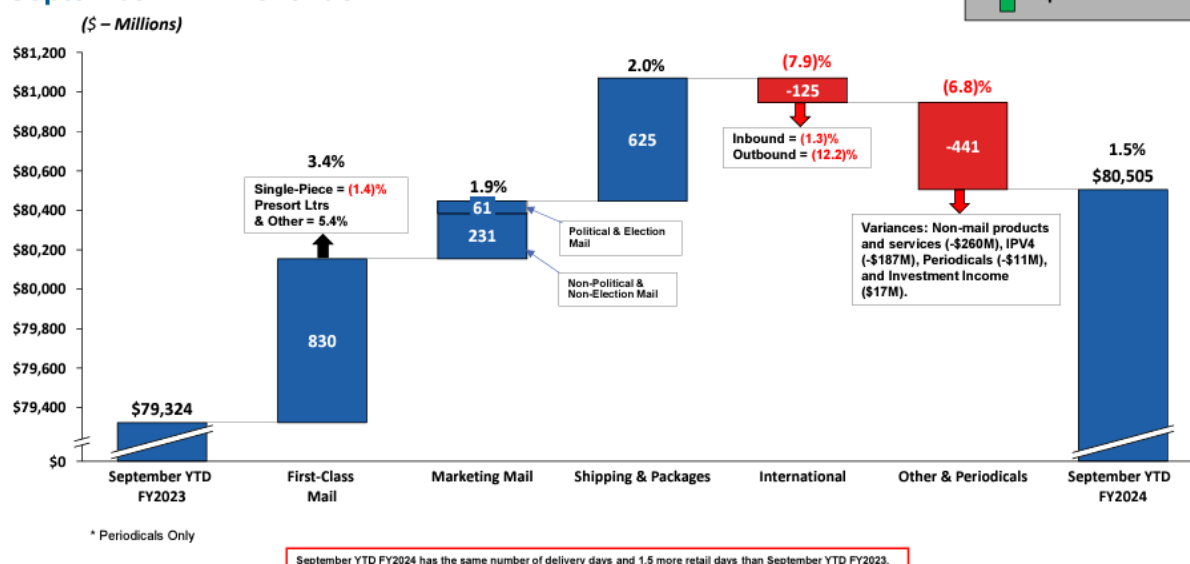 ($ – Millions)
$81,200
$81,000
$80,800
$80,600
$80,400
$80,200
$80,000
$79,800
$79,600
$79,400
$0
$79,324
3.4%
Single-Piece = (1.4)%
Presort Ltrs
& Other = 5.4%
830
1.9%
61
231
Political & Election
Mail
Non-Political &
Non-Election Mail
2.0%
625
(7.9)%
-125
Inbound = (1.3)%
Outbound = (12.2)%
(6.8)%
-441
Variances: Non-mail products
and services (-$260M), IPV4
(-$187M), Periodicals (-$11M),
and Investment Income
($17M).
1.5%
$80,505
September YTD
FY2023
First-Class
Mail
Marketing Mail
Shipping & Packages
International
Other & Periodicals
September YTD
FY2024
* Periodicals Only
September YTD FY2024 has the same number of delivery days and 1.5 more retail days than September YTD FY2023.